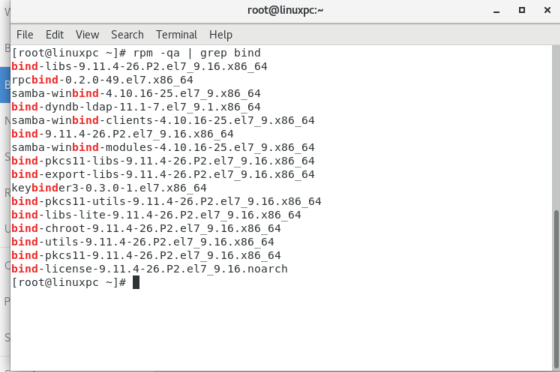 root@linuxpc:~
File Edit View Search Terminal Help
[root@linuxpc ~]# rpm -qa | grep bind
bind-libs-9.11.4-26.P2.el7_9.16.x86_64
rpcbind-0.2.0-49.el7.x86_64
samba-winbind-4.10.16-25.el7_9.x86_64
bind-dyndb-ldap-11.1-7.el7_9.1.x86_64
samba-winbind-clients-4.10.16-25.el7_9.x86_64
bind-9.11.4-26.P2.el7_9.16.x86_64
samba-winbind-modules-4.10.16-25.el7_9.x86_64
bind-pkcs11-libs-9.11.4-26.P2.el7_9.16.x86_64
bind-export-libs-9.11.4-26.P2.el7_9.16.x86_64
keybinder3-0.3.0-1.el7.x86_64
bind-pkcs11-utils-9.11.4-26.P2.el7_9.16.x86_64
bind-libs-lite-9.11.4-26.P2.el7_9.16.x86_64
bind-chroot-9.11.4-26.P2.el7_9.16.x86_64
bind-utils-9.11.4-26.P2.el7_9.16.x86_64
bind-pkcs11-9.11.4-26.P2.el7_9.16.x86_64
bind-license-9.11.4-26.P2.el7_9.16.noarch
[root@linuxpc ~]#